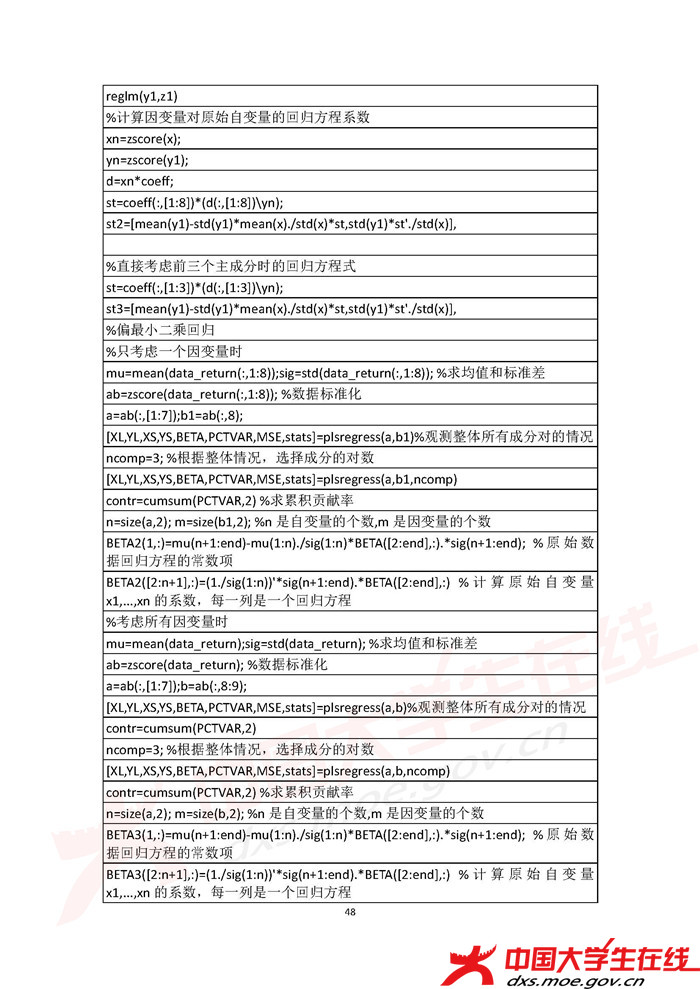 reglm(y1,z1)
%计算因变量对原始自变量的回归方程系数
xn=zscore(x);
yn=zscore(y1);
d=xn*coeff;
st=coeff(:,[1:8])*(d(:,[1:8])\yn);
st2=[mean(y1)-std(y1)*mean(x)./std(x)*st,std(y1)*st'./std(x)],
%直接考虑前三个主成分时的回归方程式
st=coeff(:,[1:3])*(d(:,[1:3])\yn);
st3=[mean(y1)-std(y1)*mean(x)./std(x)*st,std(y1)*st'./std(x)],
%偏最小二乘回归
%只考虑一个因变量时
mu=mean(data_return(:,1:8));sig=std(data_return(:,1:8)); %求均值和标准差
ab=zscore(data_return(:,1:8)); %数据标准化
a=ab(:,[1:7]);b1=ab(:,8);
[XL,YL,XS,YS,BETA,PCTVAR,MSE,stats]=plsregress(a,b1)%观测整体所有成分对的情况
ncomp=3; %根据整体情况，选择成分的对数
[XL,YL,XS,YS,BETA,PCTVAR,MSE,stats]=plsregress(a,b1,ncomp)
contr=cumsum(PCTVAR,2) %求累积贡献率
n=size(a,2); m=size(b1,2); %n 是自变量的个数,m 是因变量的个数
BETA2(1,:)=mu(n+1:end)-mu(1:n)./sig(1:n)*BETA([2:end],:).*sig(n+1:end); %原始数
据回归方程的常数项
BETA2([2:n+1],:)=(1./sig(1:n))'*sig(n+1:end).*BETA([2:end],:) %计算原始自变量
x1,...,xn 的系数，每一列是一个回归方程
%考虑所有因变量时
mu=mean(data_return);sig=std(data_return); %求均值和标准差
ab=zscore(data_return); %数据标准化
a=ab(:,[1:7]);b=ab(:,8:9);
[XL,YL,XS,YS,BETA,PCTVAR,MSE,stats]=plsregress(a,b)%观测整体所有成分对的情况
contr=cumsum(PCTVAR,2)
ncomp=3; %根据整体情况，选择成分的对数
[XL,YL,XS,YS,BETA,PCTVAR,MSE,stats]=plsregress(a,b,ncomp)
contr=cumsum(PCTVAR,2) %求累积贡献率
n=size(a,2); m=size(b,2); %n 是自变量的个数,m 是因变量的个数
BETA3(1,:)=mu(n+1:end)-mu(1:n)./sig(1:n)*BETA([2:end],:).*sig(n+1:end); %原始数
据回归方程的常数项
BETA3([2:n+1],:)=(1./sig(1:n))'*sig(n+1:end).*BETA([2:end],:) %计算原始自变量
x1,...,xn 的系数，每一列是一个回归方程
48
中国大学生在线
dxs.moe.gov.cn
中国大学生在线
dxs.moe.gov.cn